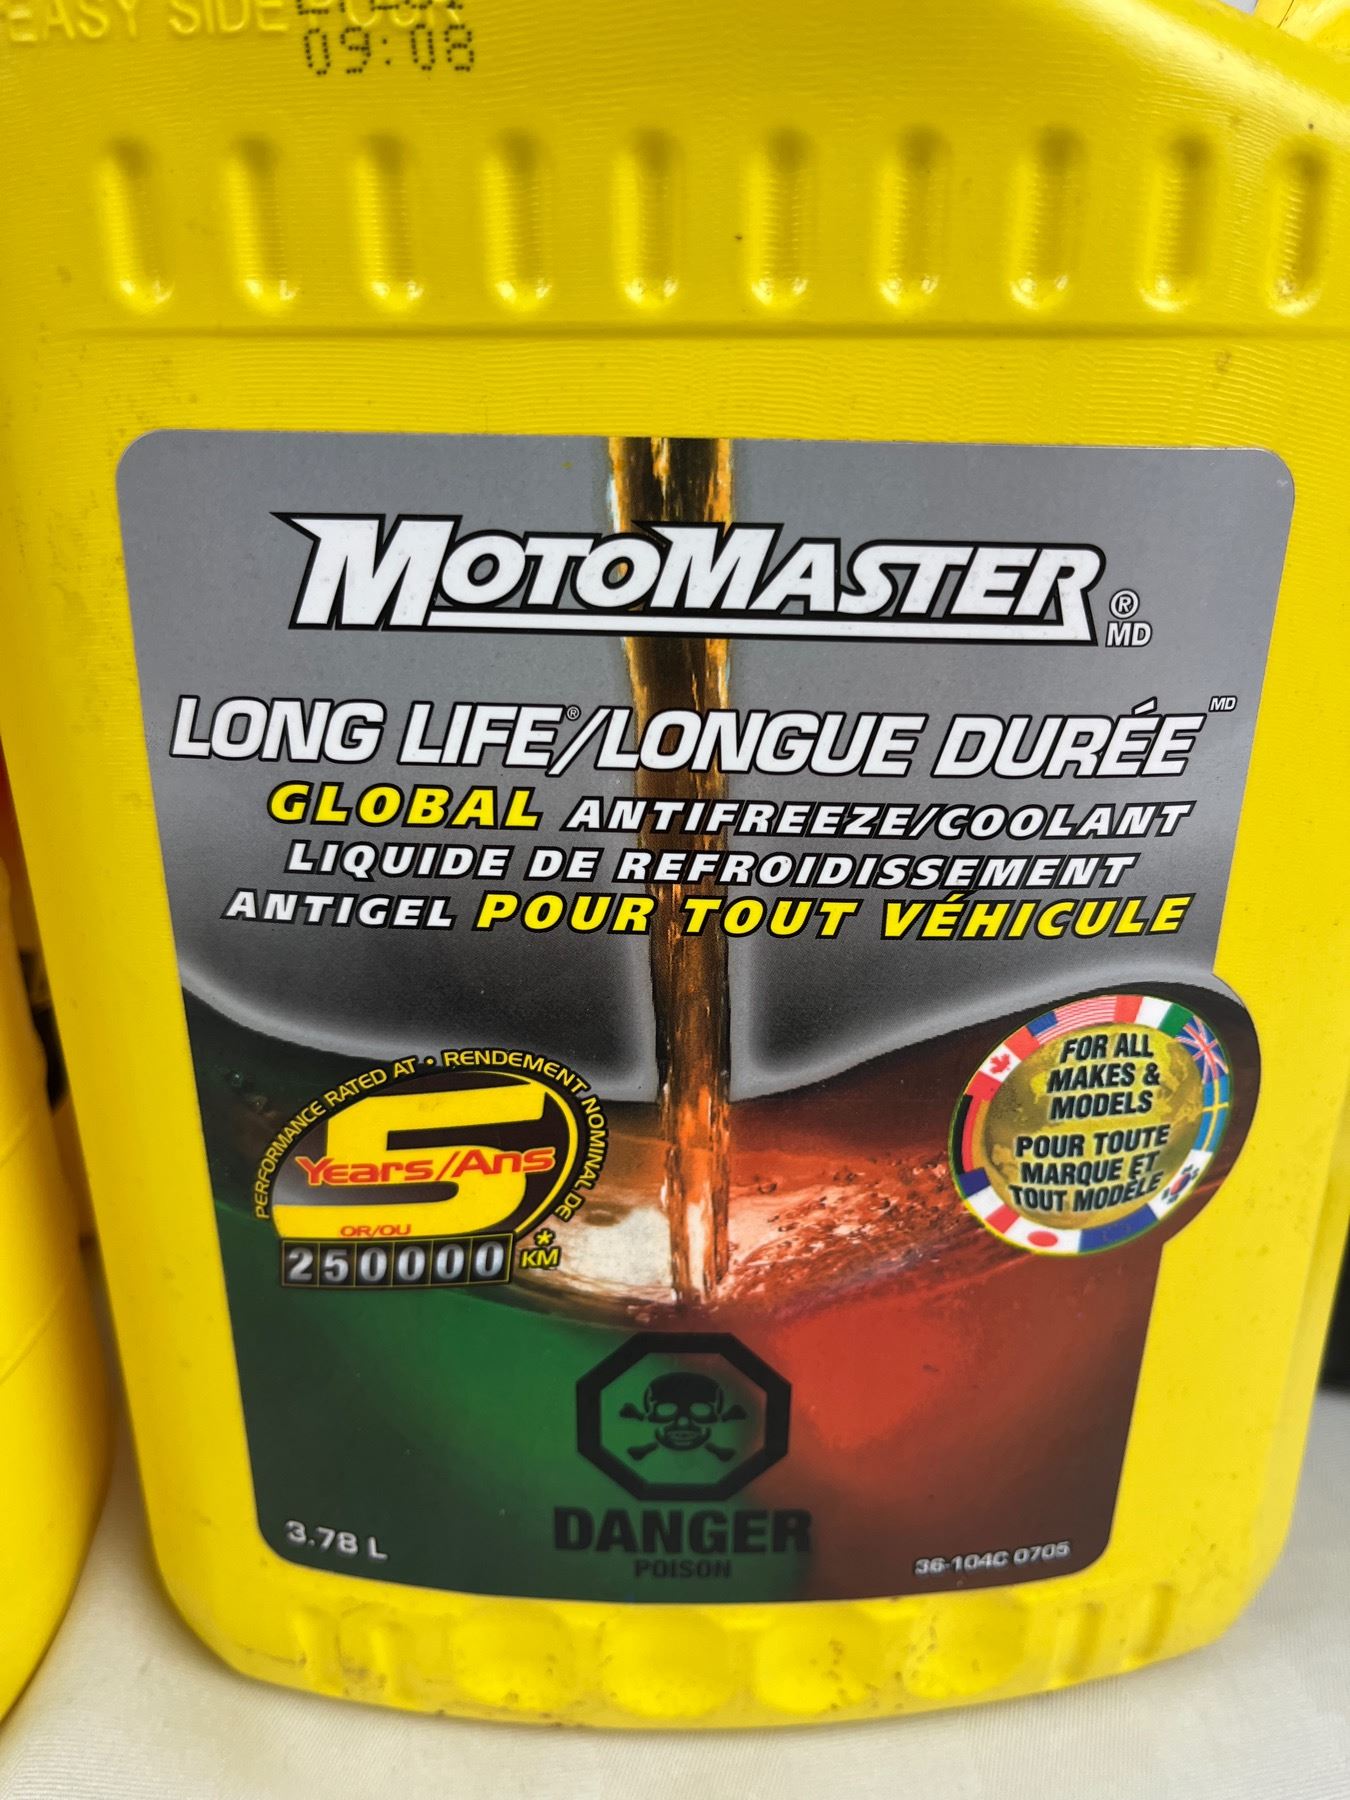 EASY SIDE POUR
09:08
MOTOMASTER ®
MD
LONG LIFE®/LONGUE DURÉE MD
GLOBAL ANTIFREEZE/COOLANT
LIQUIDE DE REFROIDISSEMENT
ANTIGEL POUR TOUT VÉHICULE
PERFORMANCE RATED AT • RENDEMENT NOMINAL DE
5
Years/Ans
OR/OU
250000 KM*
FOR ALL
MAKES &
MODELS
POUR TOUTE
MARQUE ET
TOUT MODÈLE
DANGER
POISON
3.78 L
36-104C 0705